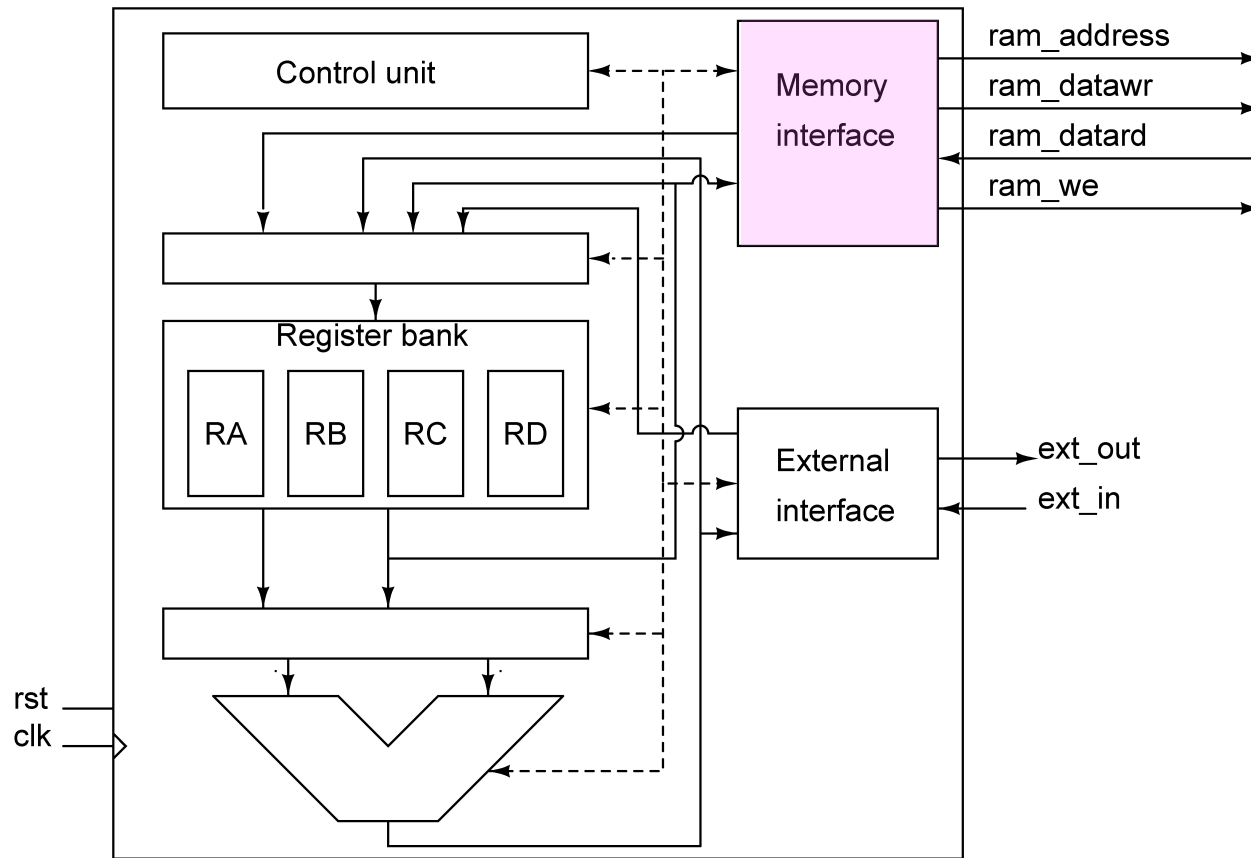 Control unit
Memory
interface
ram_address
ram_datawr
ram_datard
ram_we
Register bank
RA
RB
RC
RD
External
interface
ext_out
ext_in
rst
clk